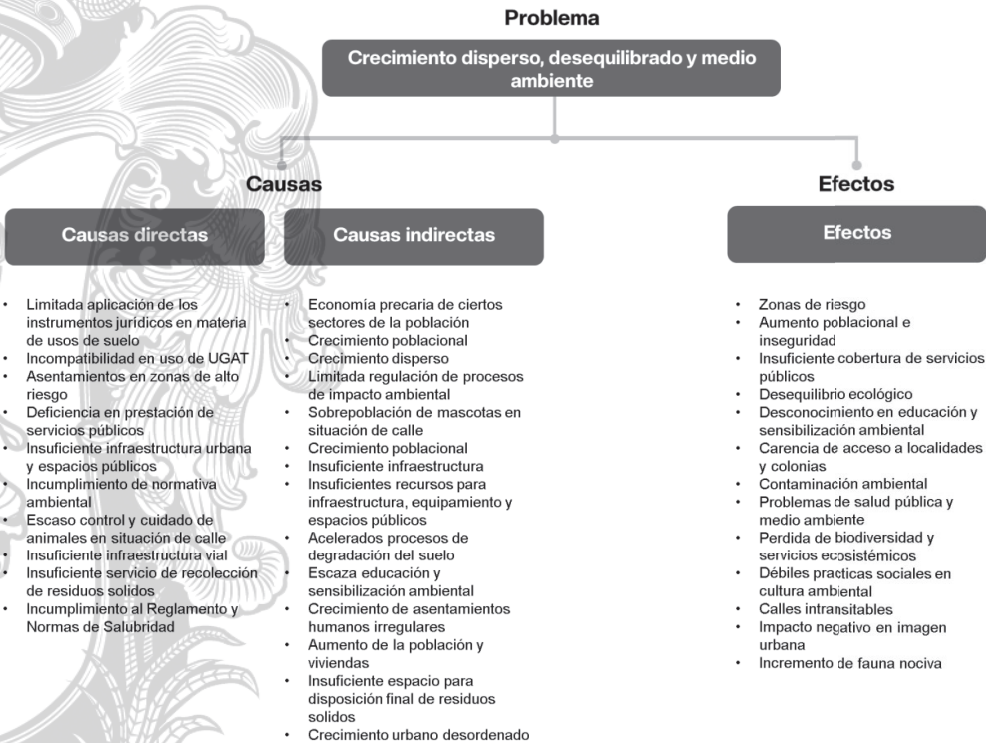 Problema
Crecimiento disperso, desequilibrado y medio
ambiente
Causas
Efectos
Causas directas
Causas indirectas
Efectos
• Limitada aplicación de los
instrumentos jurídicos en materia
de usos de suelo
• Incompatibilidad en uso de UGAT
• Asentamientos en zonas de alto
riesgo
• Deficiencia en prestación de
servicios públicos
• Insuficiente infraestructura urbana
y espacios públicos
• Incumplimiento de normativa
ambiental
• Escaso control y cuidado de
animales en situación de calle
• Insuficiente infraestructura vial
• Insuficiente servicio de recolección
de residuos solidos
• Incumplimiento al Reglamento y
Normas de Salubridad
• Economía precaria de ciertos
sectores de la población
• Crecimiento poblacional
• Crecimiento disperso
• Limitada regulación de procesos
de impacto ambiental
• Sobrepoblación de mascotas en
situación de calle
• Crecimiento poblacional
• Insuficiente infraestructura
• Insuficientes recursos para
infraestructura, equipamiento y
espacios públicos
• Acelerados procesos de
degradación del suelo
• Escaza educación y
sensibilización ambiental
• Crecimiento de asentamientos
humanos irregulares
• Aumento de la población y
viviendas
• Insuficiente espacio para
disposición final de residuos
solidos
• Crecimiento urbano desordenado
• Zonas de riesgo
• Aumento poblacional e
inseguridad
• Insuficiente cobertura de servicios
públicos
• Desequilibrio ecológico
• Desconocimiento en educación y
sensibilización ambiental
• Carencia de acceso a localidades
y colonias
• Contaminación ambiental
• Problemas de salud pública y
medio ambiente
• Perdida de biodiversidad y
servicios ecosistémicos
• Débiles practicas sociales en
cultura ambiental
• Calles intransitables
• Impacto negativo en imagen
urbana
• Incremento de fauna nociva